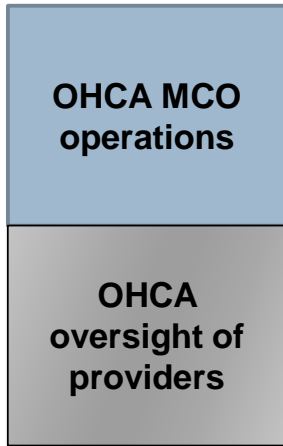 OHCA MCO
operations
OHCA
oversight of
providers